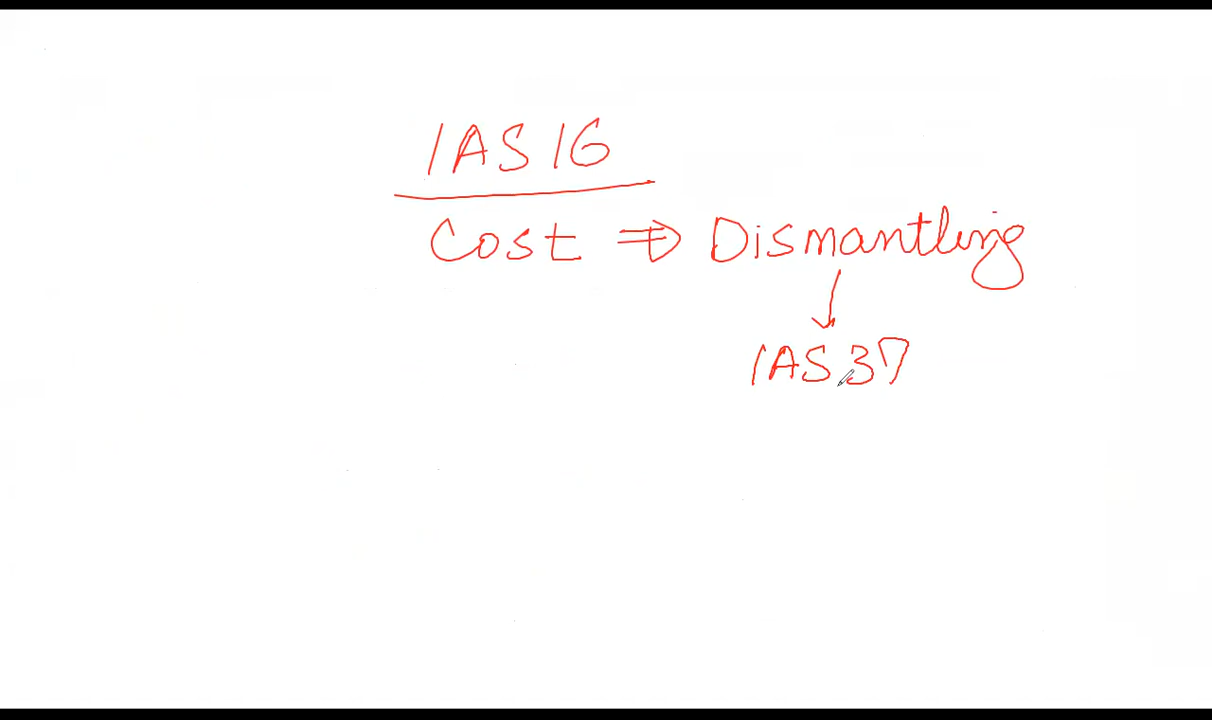 IAS 16
Cost ⇒ Dismantling
↓
IAS 37